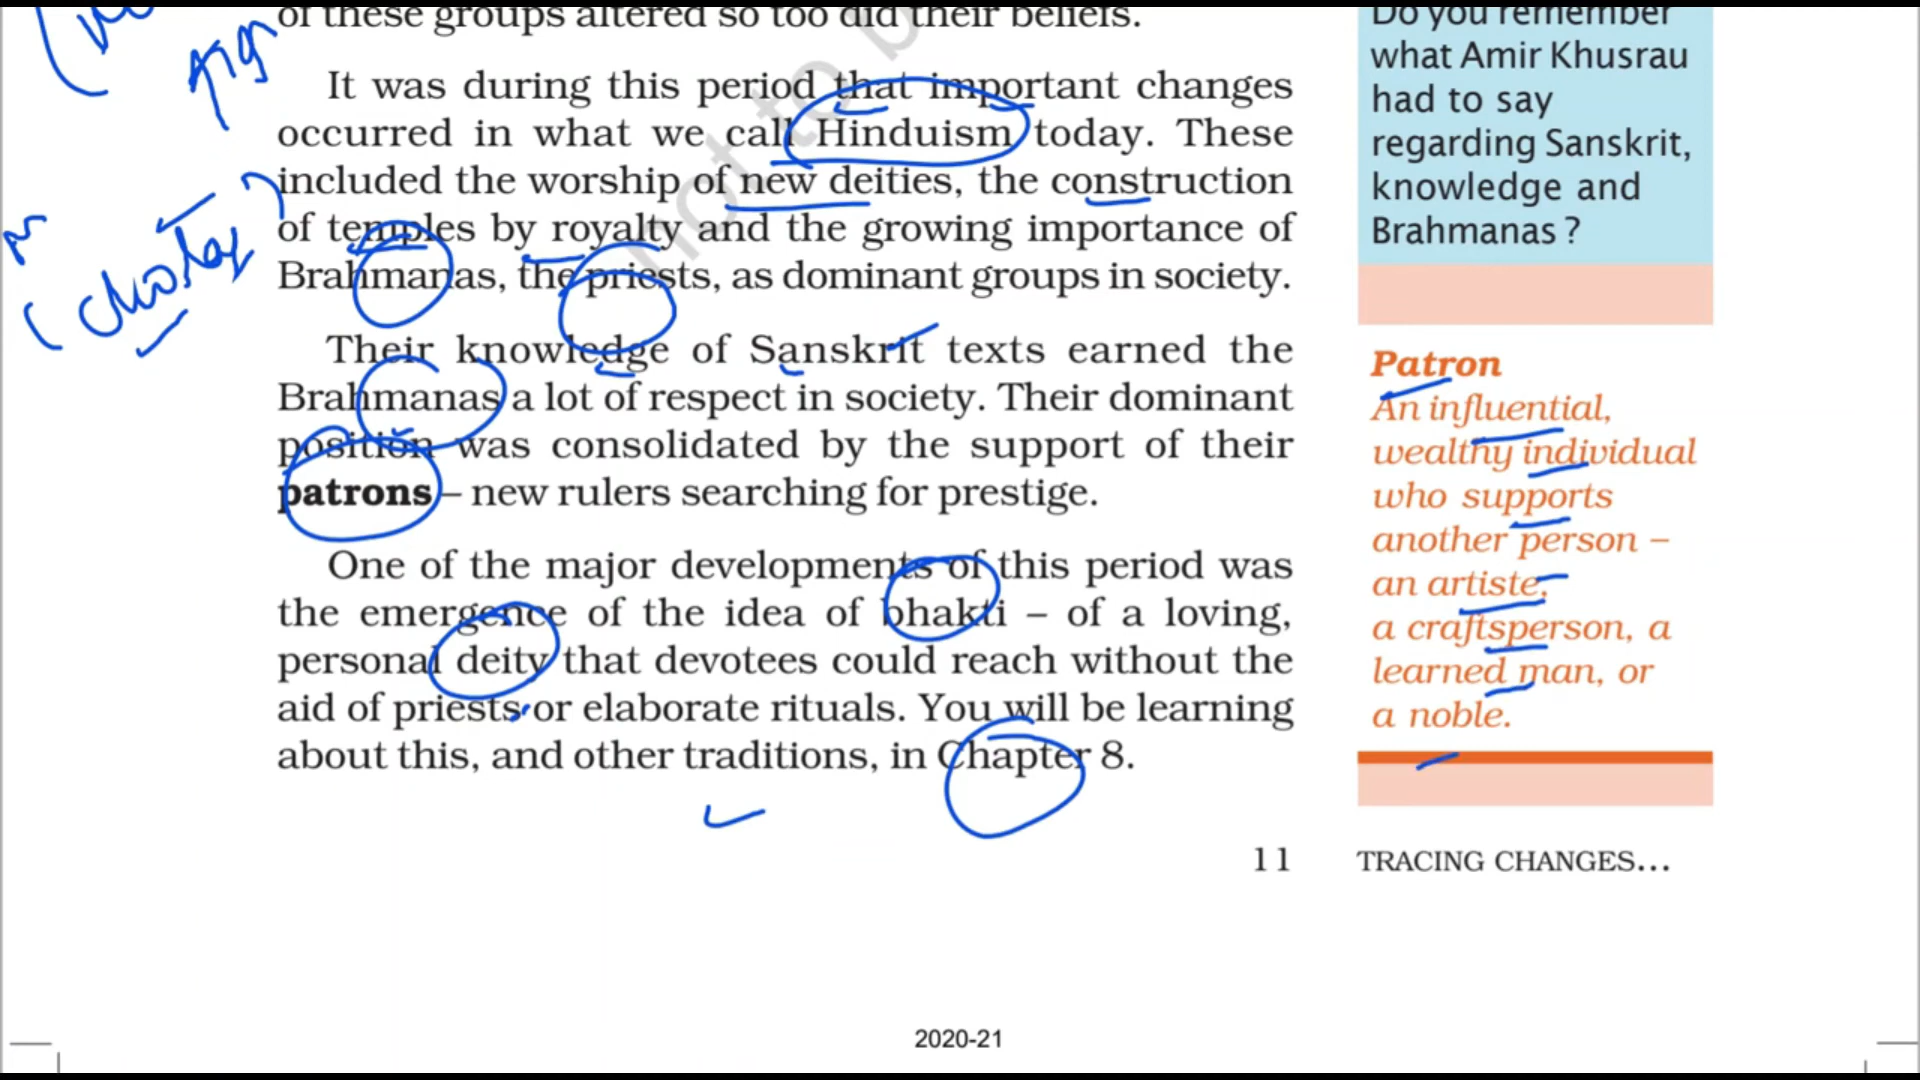 of these groups altered so too did their beliefs.
It was during this period that important changes
occurred in what we call Hinduism today. These
included the worship of new deities, the construction
of temples by royalty and the growing importance of
Brahmanas, the priests, as dominant groups in society.
Their knowledge of Sanskrit texts earned the
Brahmanas a lot of respect in society. Their dominant
position was consolidated by the support of their
patrons – new rulers searching for prestige.
One of the major developments of this period was
the emergence of the idea of bhakti – of a loving,
personal deity that devotees could reach without the
aid of priests or elaborate rituals. You will be learning
about this, and other traditions, in Chapter 8.
Do you remember
what Amir Khusrau
had to say
regarding Sanskrit,
knowledge and
Brahmanas ?
Patron
An influential,
wealthy individual
who supports
another person –
an artiste,
a craftsperson, a
learned man, or
a noble.
11
TRACING CHANGES...
not to b
2020-21